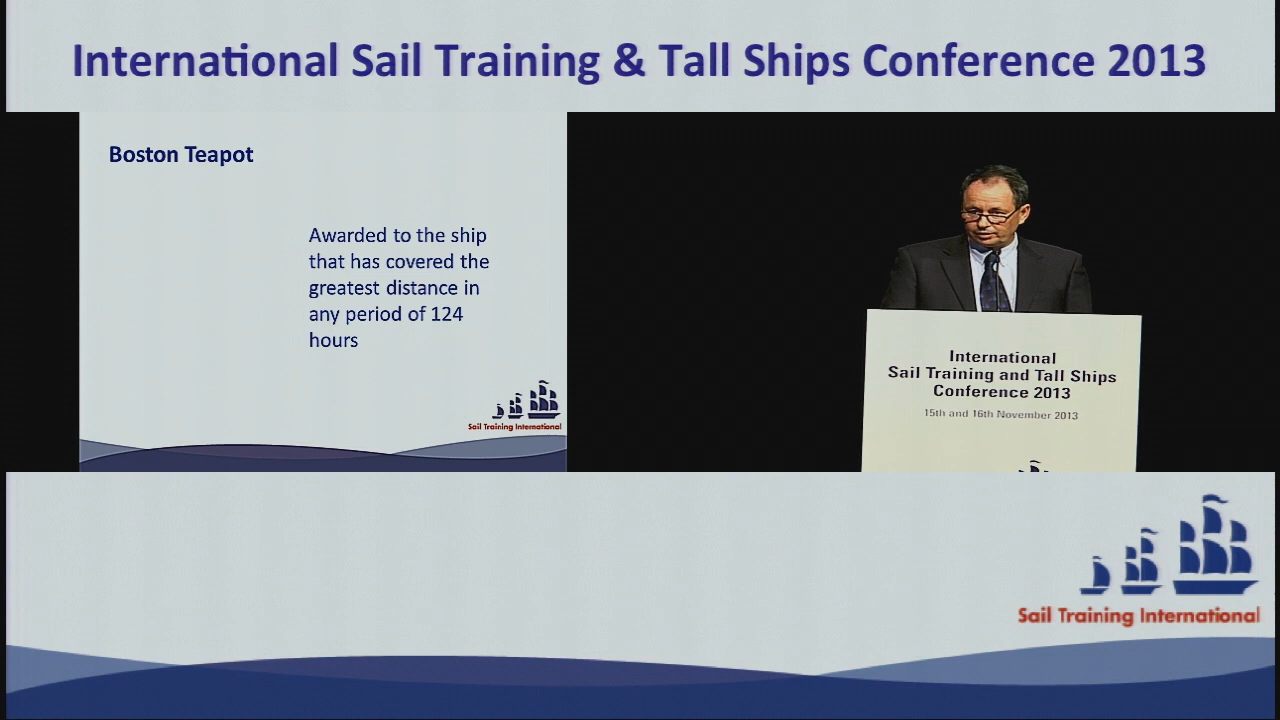 International Sail Training & Tall Ships Conference 2013
Boston Teapot
Awarded to the ship
that has covered the
greatest distance in
any period of 124
hours
Sail Training International
International
Sail Training and Tall Ships
Conference 2013
15th and 16th November 2013
Sail Training International